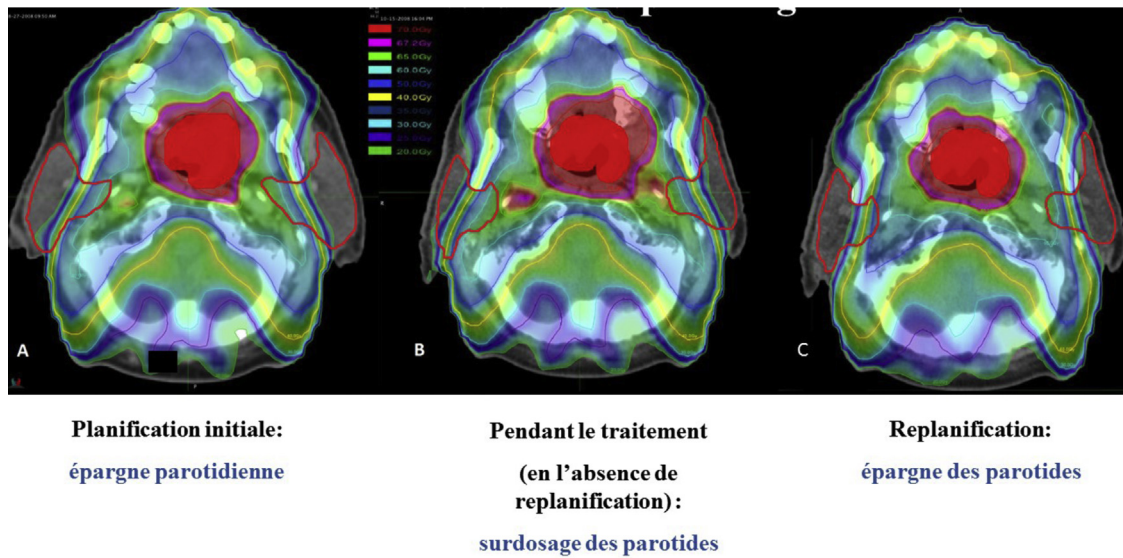 70.0Gy
67.2Gy
65.0Gy
60.0Gy
50.0Gy
40.0Gy
30.0Gy
20.0Gy
A
B
C
Planification initiale:
épargne parotidienne
Pendant le traitement
(en l’absence de
replanification) :
surdosage des parotides
Replanification:
épargne des parotides